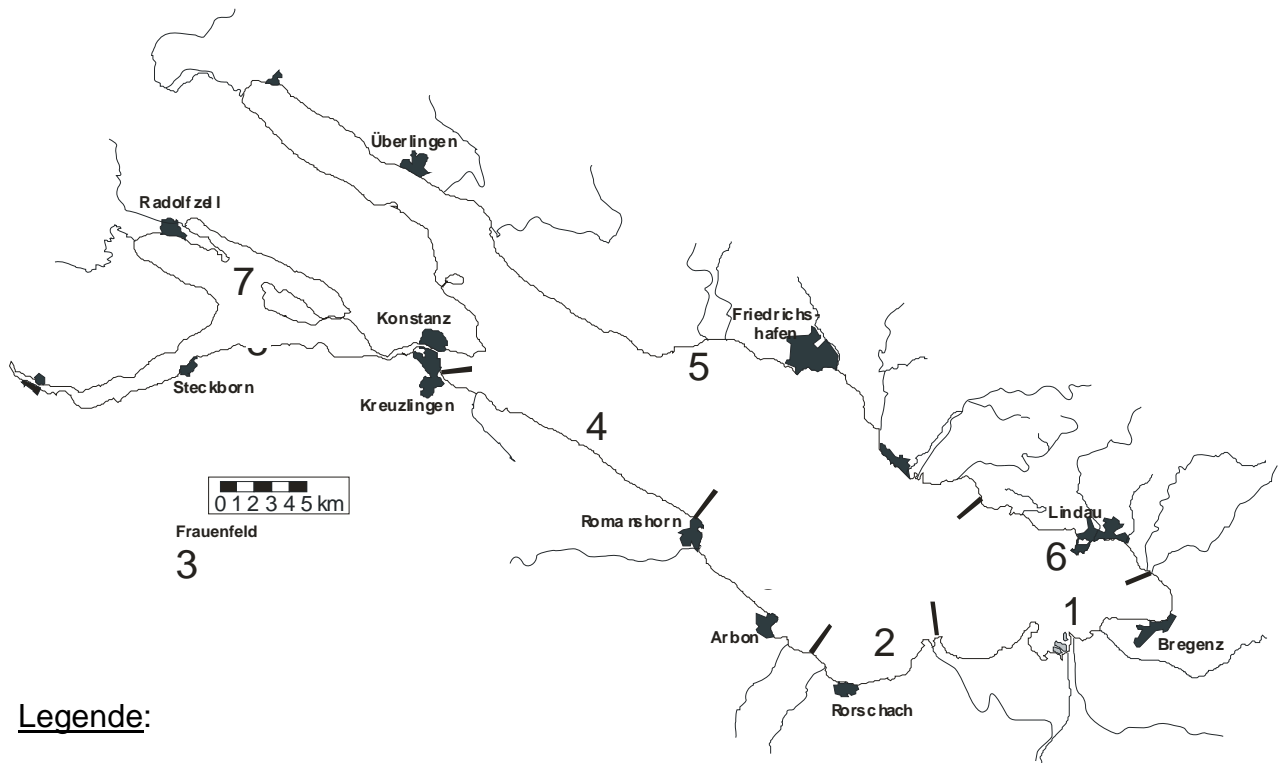 Überlingen
Radolfzell
7
Konstanz
Friedrichs-
hafen
5
Steckborn
Kreuzlingen
4
0 1 2 3 4 5 km
Romanshorn
Lindau
Frauenfeld
3
6
1
Arbon
2
Bregenz
Rorschach
Legende: